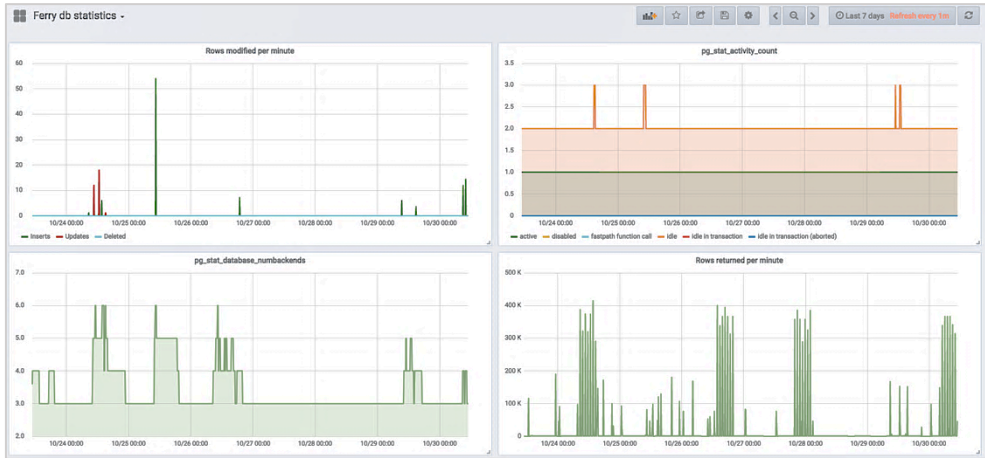 Ferry db statistics
Last 7 days Refresh every 1m
Rows modified per minute
60
50
40
30
20
10
0
10/24 00:00 10/25 00:00 10/26 00:00 10/27 00:00 10/28 00:00 10/29 00:00 10/30 00:00
Inserts Updates Deleted
pg_stat_activity_count
3.5
3.0
2.5
2.0
1.5
1.0
0.5
0
10/24 00:00 10/25 00:00 10/26 00:00 10/27 00:00 10/28 00:00 10/29 00:00 10/30 00:00
active disabled fastpath function call idle idle in transaction idle in transaction (aborted)
pg_stat_database_numbackends
7.0
6.0
5.0
4.0
3.0
2.0
10/24 00:00 10/25 00:00 10/26 00:00 10/27 00:00 10/28 00:00 10/29 00:00 10/30 00:00
Rows returned per minute
500 K
400 K
300 K
200 K
100 K
0
10/24 00:00 10/25 00:00 10/26 00:00 10/27 00:00 10/28 00:00 10/29 00:00 10/30 00:00